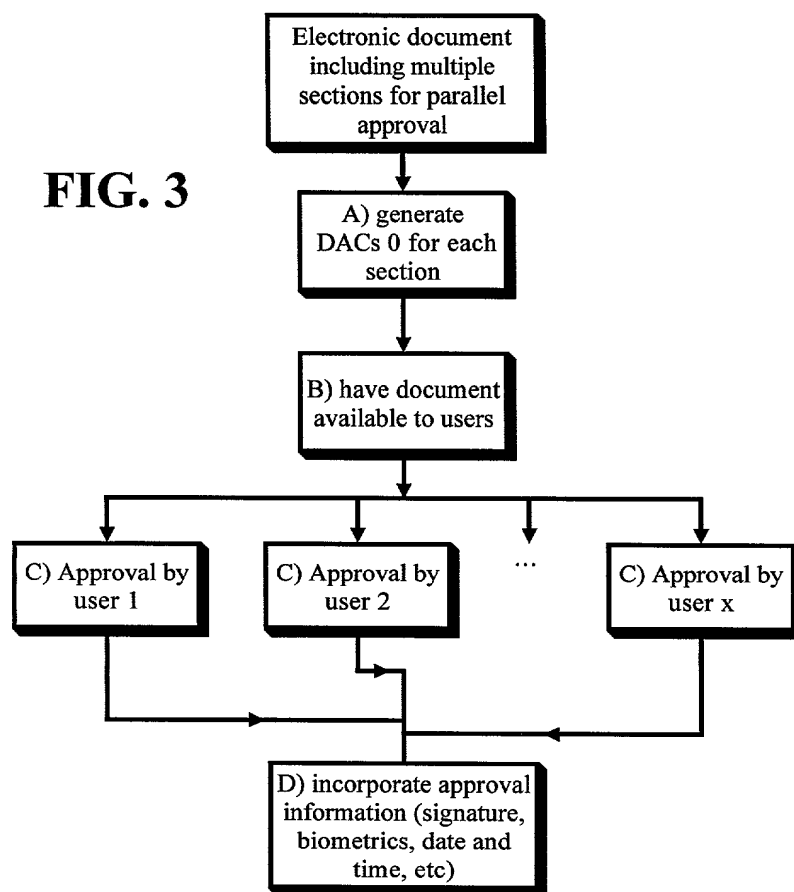 Electronic document
including multiple
sections for parallel
approval
FIG. 3
A) generate
DACs 0 for each
section
B) have document
available to users
C) Approval by
user 1
C) Approval by
user 2
...
C) Approval by
user x
D) incorporate approval
information (signature,
biometrics, date and
time, etc)